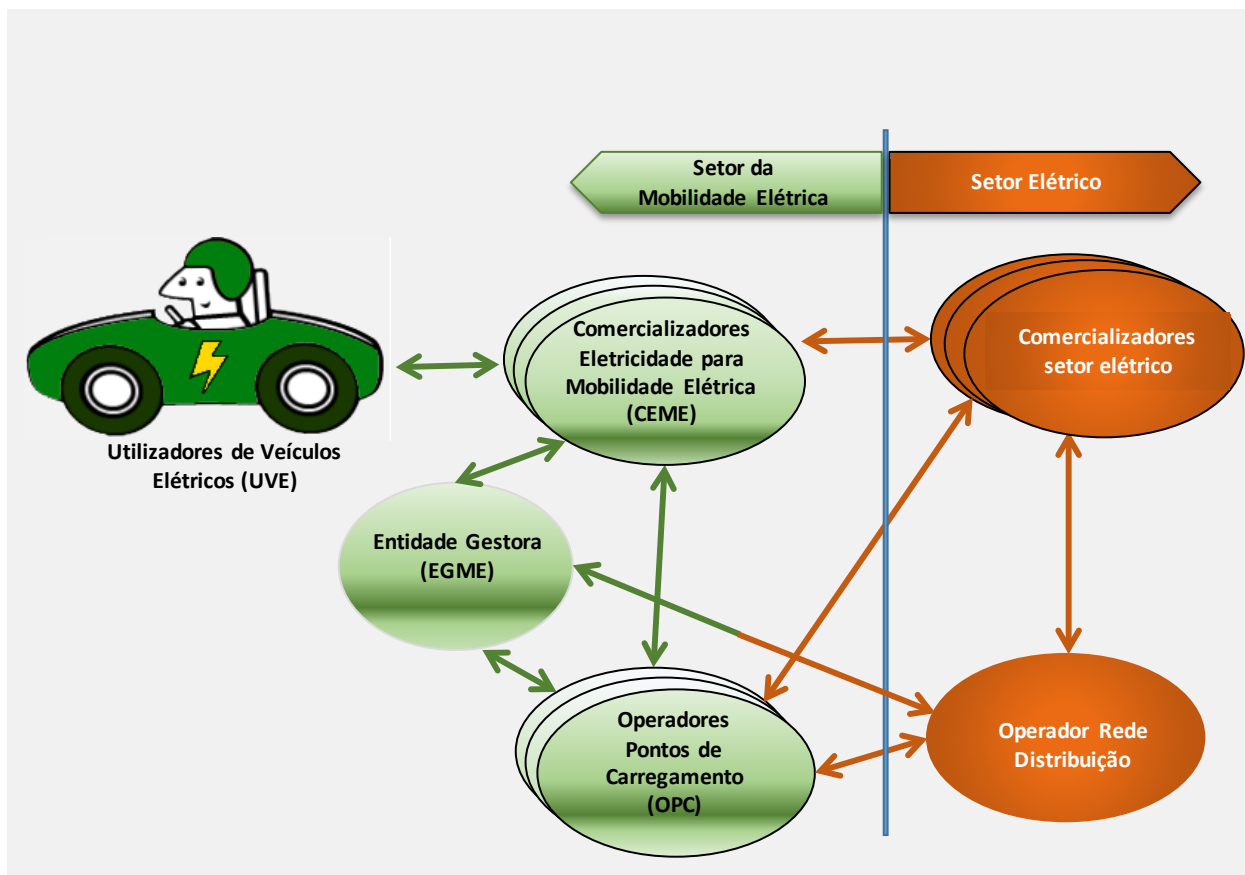 Setor da
Mobilidade Elétrica
Setor Elétrico
Comercializadores
Eletricidade para
Mobilidade Elétrica
(CEME)
Comercializadores
setor elétrico
Utilizadores de Veículos
Elétricos (UVE)
Entidade Gestora
(EGME)
Operadores
Pontos de
Carregamento
(OPC)
Operador Rede
Distribuição